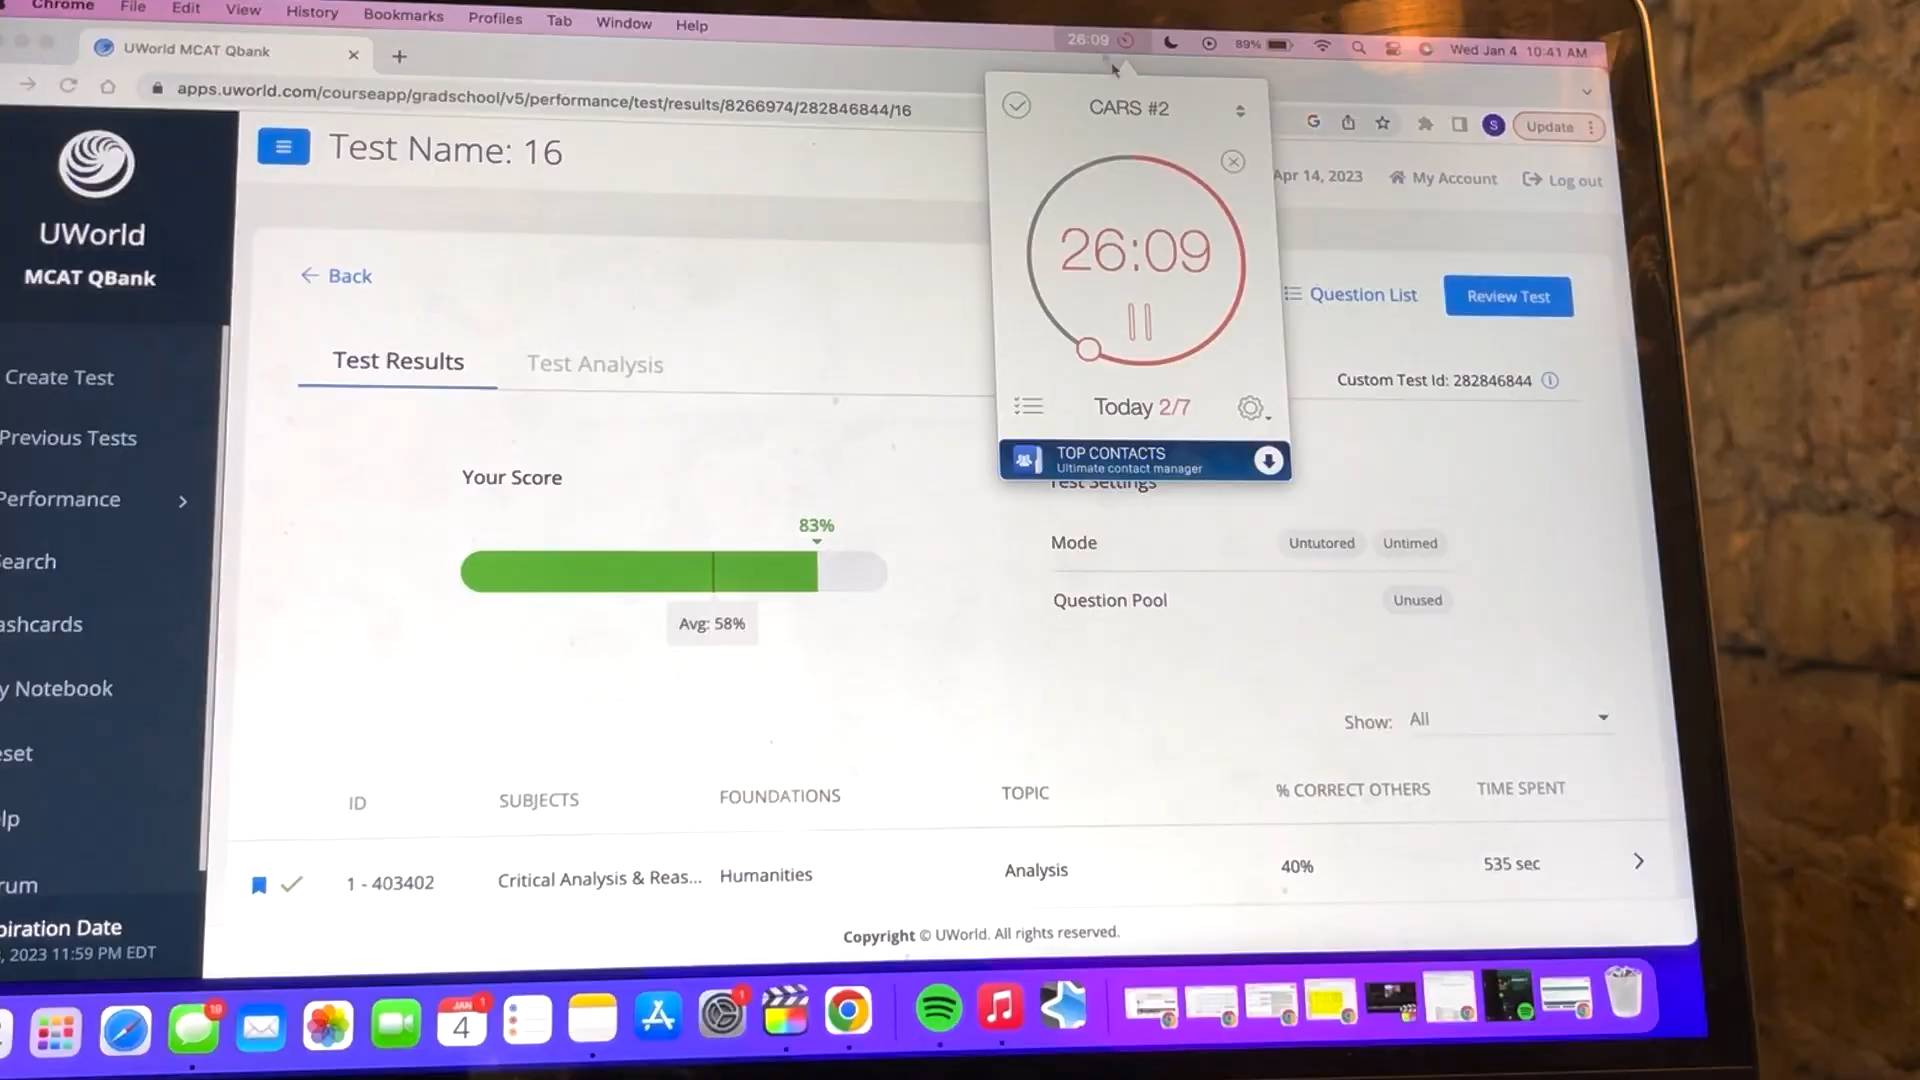 Chrome File Edit View History Bookmarks Profiles Tab Window Help
26:09 89% Wed Jan 4 10:41 AM
UWorld MCAT Qbank
apps.uworld.com/courseapp/gradschool/v5/performance/test/results/8266974/282846844/16
G S Update
UWorld
MCAT QBank
Create Test
Previous Tests
Performance
earch
ashcards
y Notebook
eset
lp
rum
piration Date
, 2023 11:59 PM EDT
Test Name: 16
Apr 14, 2023 My Account Log out
Back
Question List Review Test
Test Results Test Analysis
Custom Test Id: 282846844
CARS #2
26:09
Today 2/7
TOP CONTACTS
Ultimate contact manager
Your Score
83%
Avg: 58%
Test Settings
Mode Untutored Untimed
Question Pool Unused
Show: All
ID SUBJECTS FOUNDATIONS TOPIC % CORRECT OTHERS TIME SPENT
1 - 403402 Critical Analysis & Reas... Humanities Analysis 40% 535 sec
Copyright © UWorld. All rights reserved.
19
JAN 1
4
1